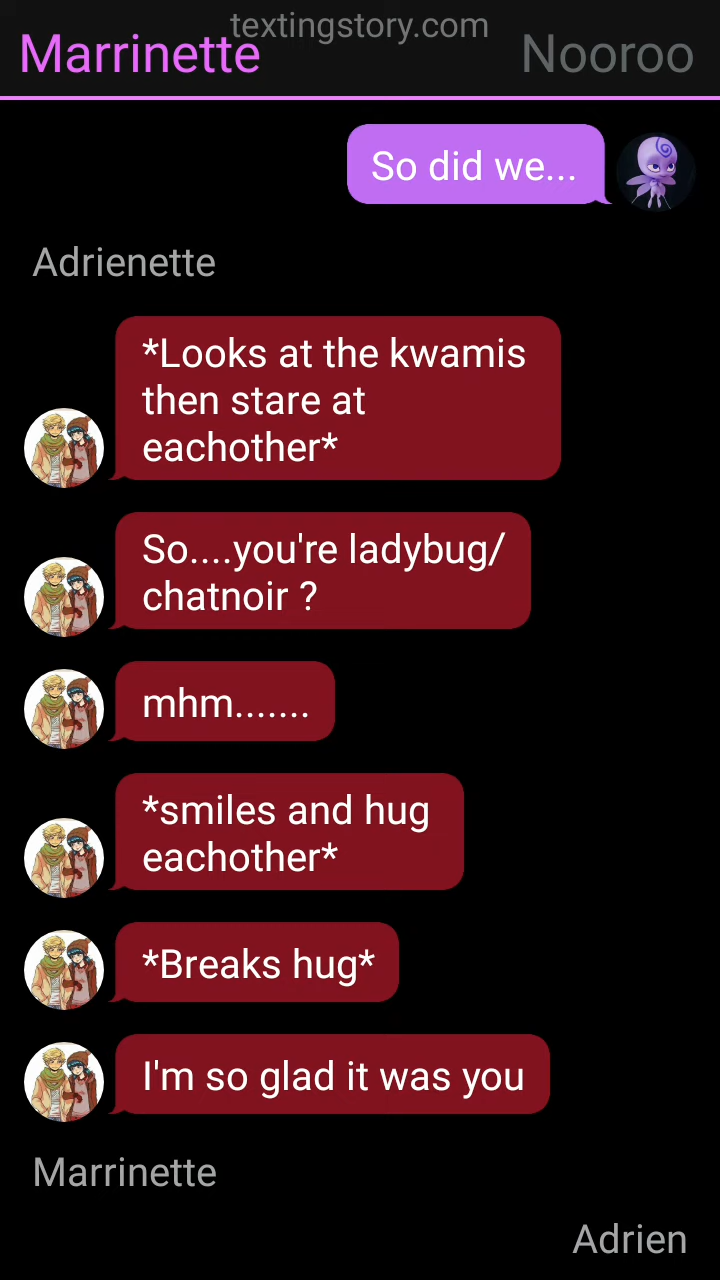 textingstory.com
Marrinette
Nooroo
So did we...
Adrienette
*Looks at the kwamis
then stare at
eachother*
So....you're ladybug/
chatnoir ?
mhm.......
*smiles and hug
eachother*
*Breaks hug*
I'm so glad it was you
Marrinette
Adrien